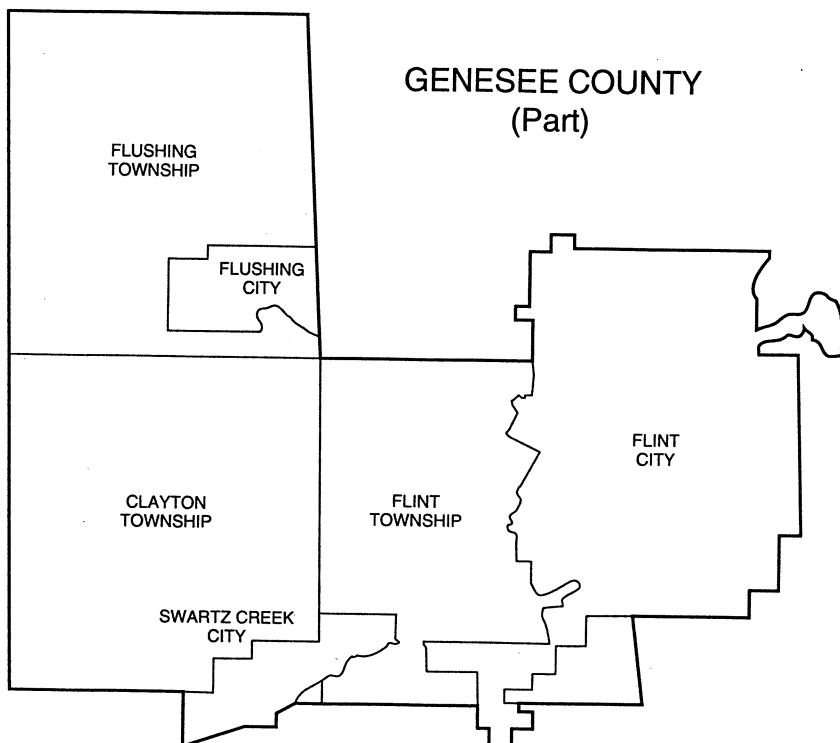 GENESEE COUNTY
(Part)
FLUSHING
TOWNSHIP
FLUSHING
CITY
FLINT
CITY
CLAYTON
TOWNSHIP
FLINT
TOWNSHIP
SWARTZ CREEK
CITY